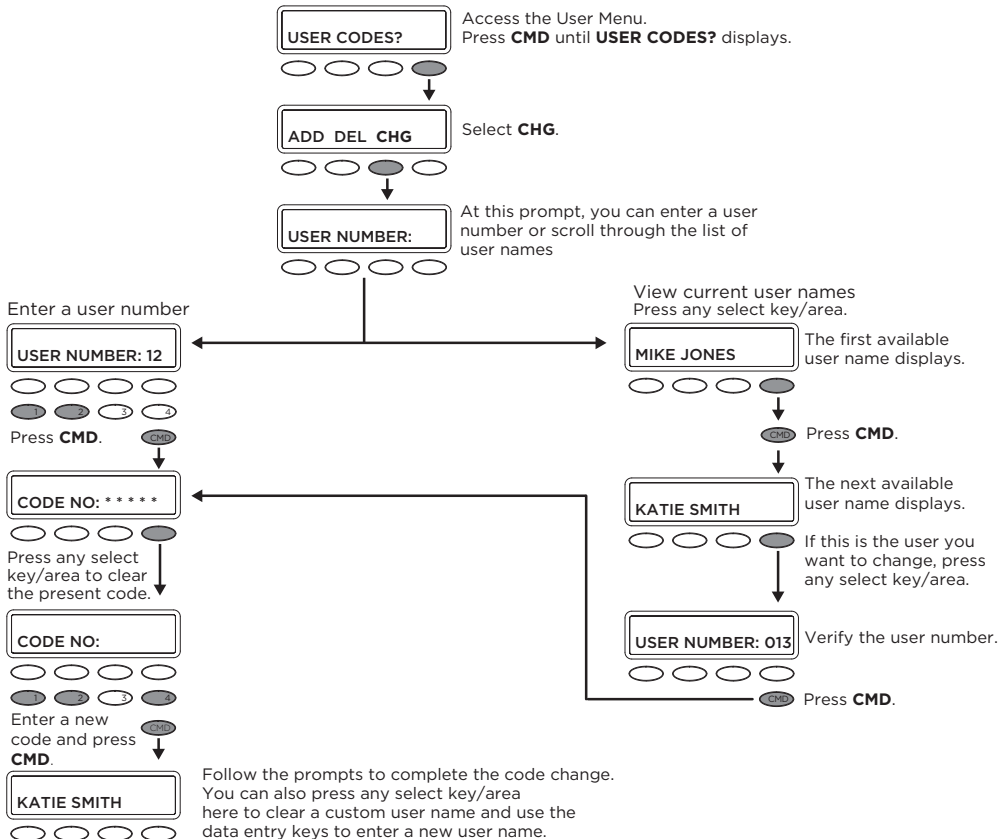 USER CODES?
Access the User Menu.
Press CMD until USER CODES? displays.
ADD DEL CHG
Select CHG.
USER NUMBER:
At this prompt, you can enter a user
number or scroll through the list of
user names
Enter a user number
USER NUMBER: 12
1 2 3 4
Press CMD.
CMD
CODE NO: * * * * *
Press any select
key/area to clear
the present code.
CODE NO:
1 2 3 4
Enter a new
code and press
CMD.
CMD
KATIE SMITH
Follow the prompts to complete the code change.
You can also press any select key/area
here to clear a custom user name and use the
data entry keys to enter a new user name.
View current user names
Press any select key/area.
MIKE JONES
The first available
user name displays.
CMD
Press CMD.
KATIE SMITH
The next available
user name displays.
If this is the user you
want to change, press
any select key/area.
USER NUMBER: 013
Verify the user number.
CMD
Press CMD.